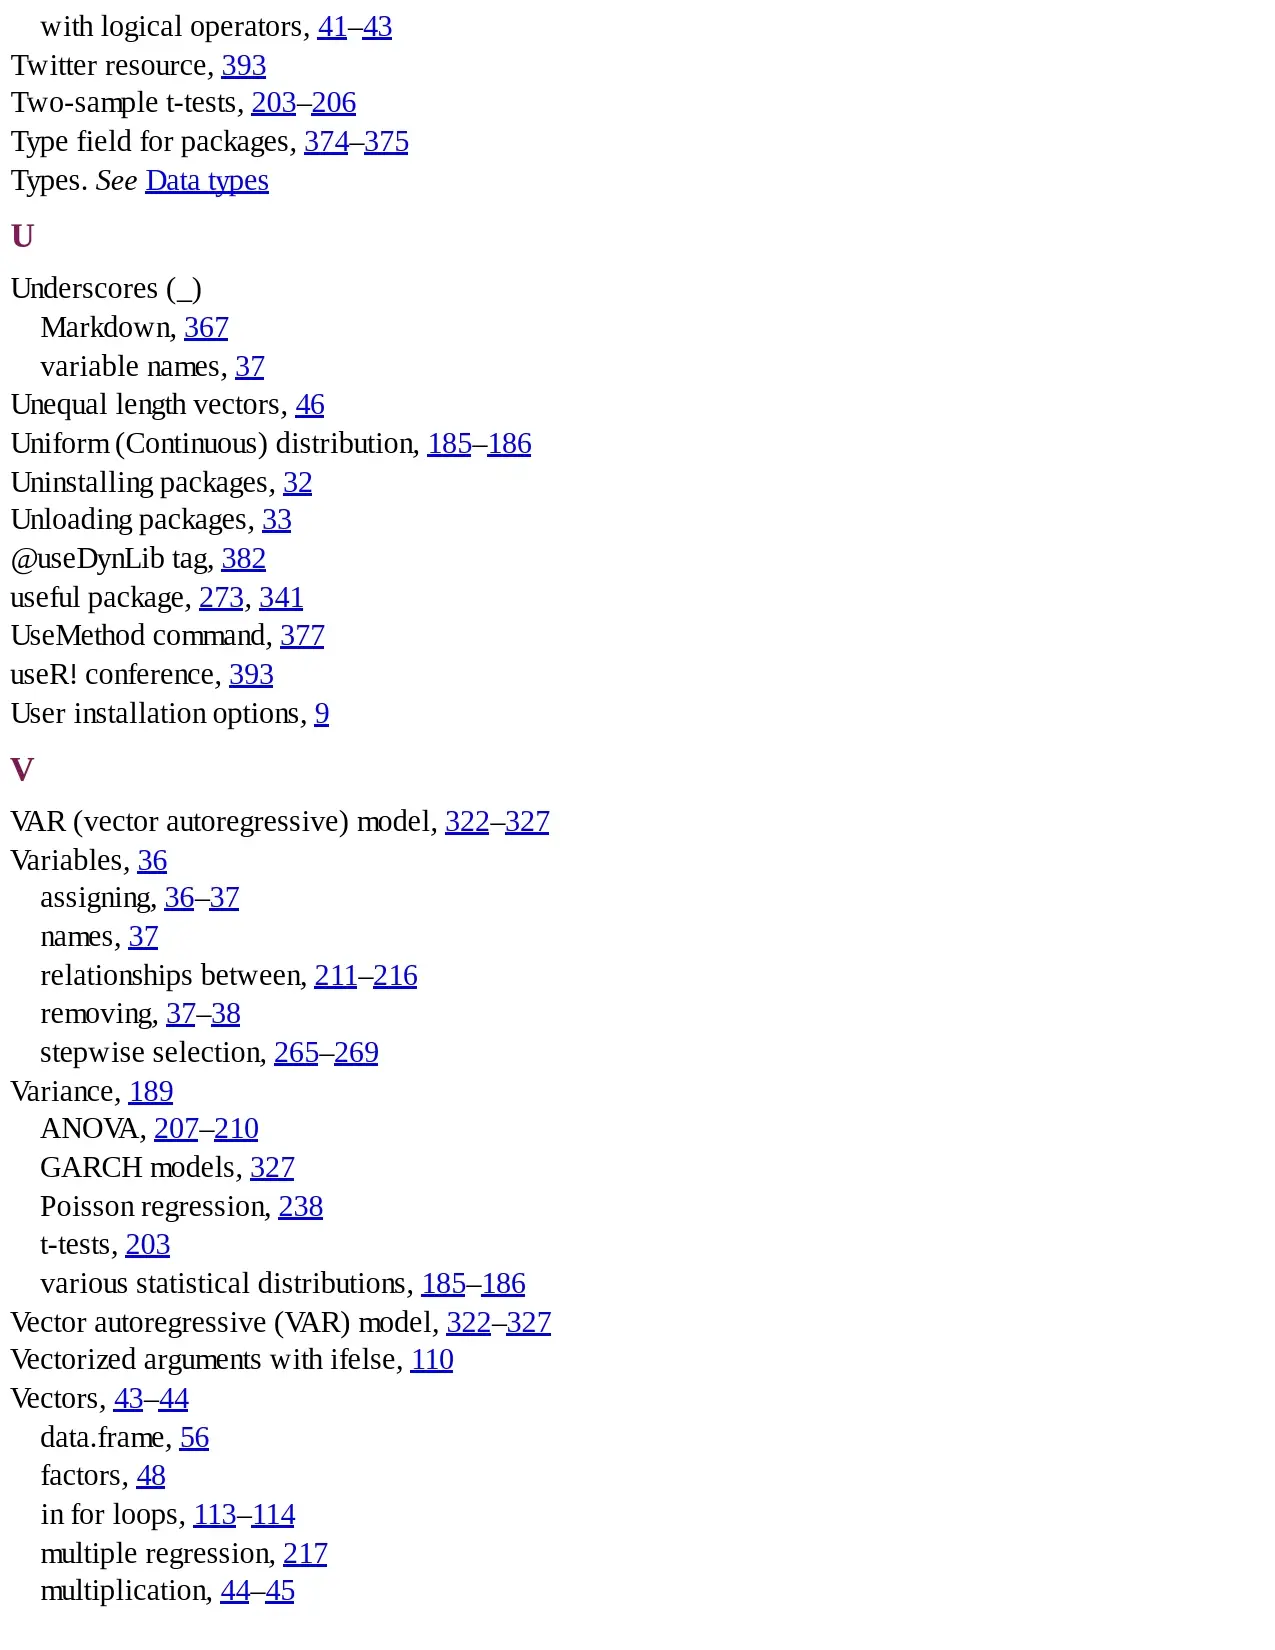 with logical operators, 41–43
Twitter resource, 393
Two-sample t-tests, 203–206
Type field for packages, 374–375
Types. See Data types
U
Underscores (_)
Markdown, 367
variable names, 37
Unequal length vectors, 46
Uniform (Continuous) distribution, 185–186
Uninstalling packages, 32
Unloading packages, 33
@useDynLib tag, 382
useful package, 273, 341
UseMethod command, 377
useR! conference, 393
User installation options, 9
V
VAR (vector autoregressive) model, 322–327
Variables, 36
assigning, 36–37
names, 37
relationships between, 211–216
removing, 37–38
stepwise selection, 265–269
Variance, 189
ANOVA, 207–210
GARCH models, 327
Poisson regression, 238
t-tests, 203
various statistical distributions, 185–186
Vector autoregressive (VAR) model, 322–327
Vectorized arguments with ifelse, 110
Vectors, 43–44
data.frame, 56
factors, 48
in for loops, 113–114
multiple regression, 217
multiplication, 44–45